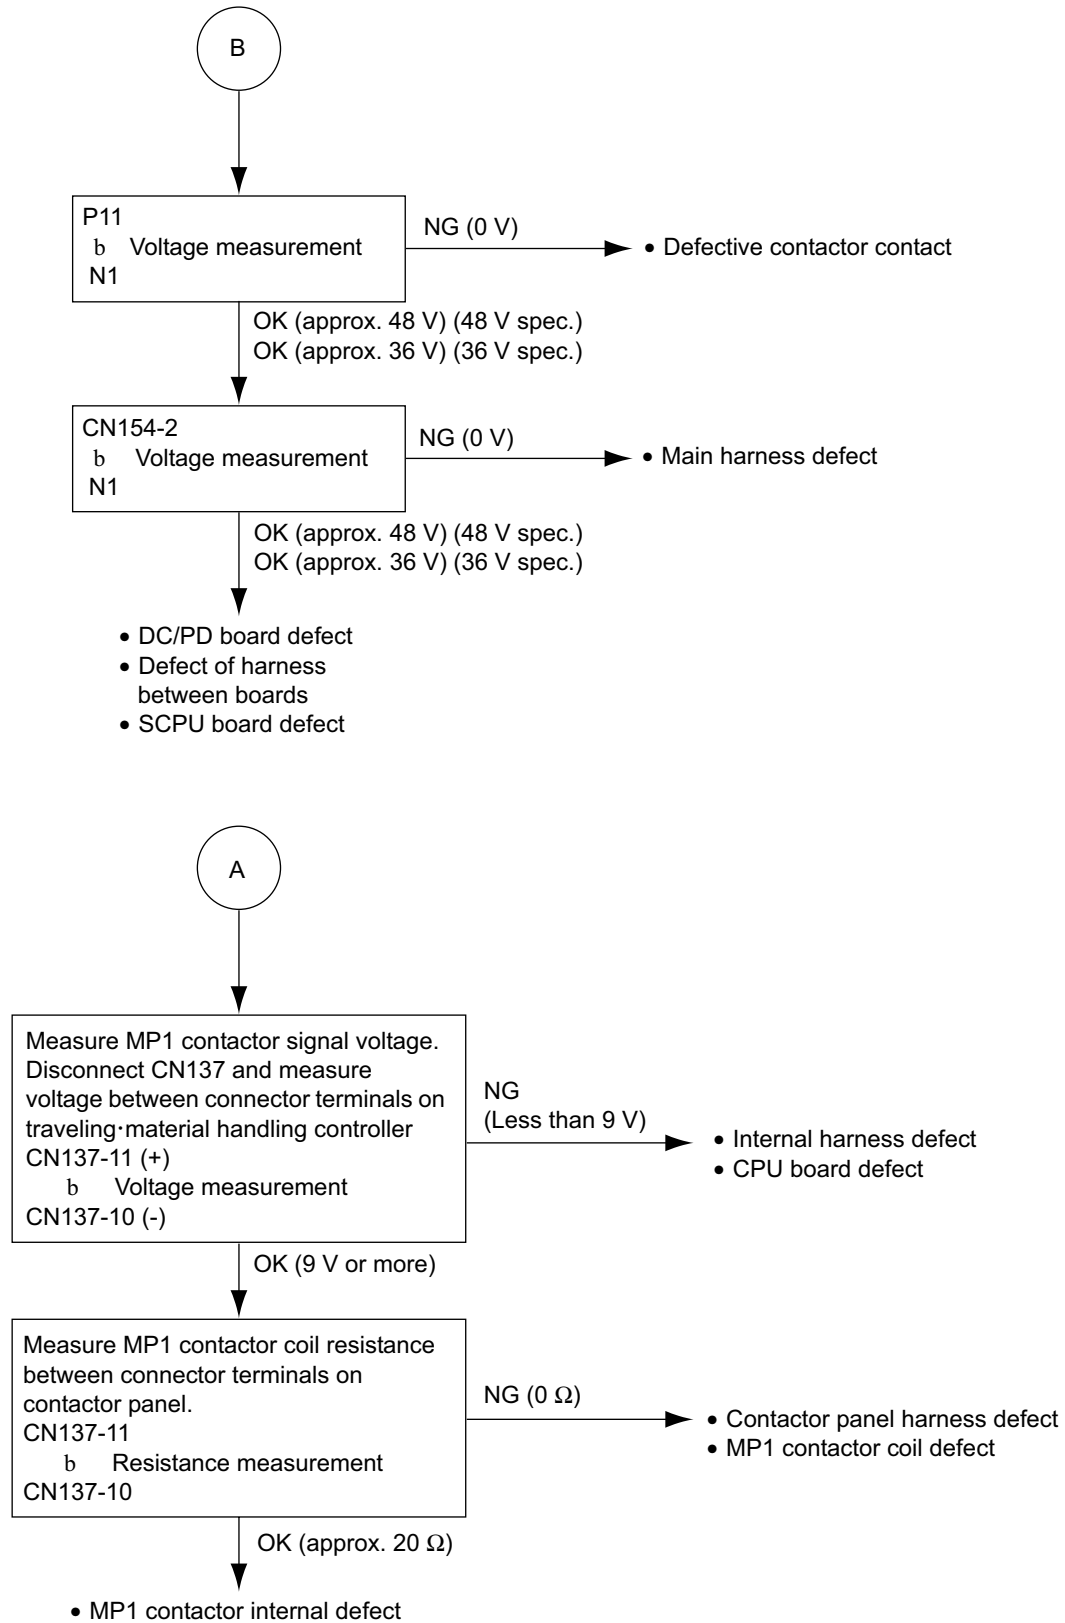 B
P11
b Voltage measurement
N1
NG (0 V)
• Defective contactor contact
OK (approx. 48 V) (48 V spec.)
OK (approx. 36 V) (36 V spec.)
CN154-2
b Voltage measurement
N1
NG (0 V)
• Main harness defect
OK (approx. 48 V) (48 V spec.)
OK (approx. 36 V) (36 V spec.)
• DC/PD board defect
• Defect of harness
between boards
• SCPU board defect
A
Measure MP1 contactor signal voltage.
Disconnect CN137 and measure
voltage between connector terminals on
traveling·material handling controller
CN137-11 (+)
b Voltage measurement
CN137-10 (-)
NG
(Less than 9 V)
• Internal harness defect
• CPU board defect
OK (9 V or more)
Measure MP1 contactor coil resistance
between connector terminals on
contactor panel.
CN137-11
b Resistance measurement
CN137-10
NG (0 Ω)
• Contactor panel harness defect
• MP1 contactor coil defect
OK (approx. 20 Ω)
• MP1 contactor internal defect